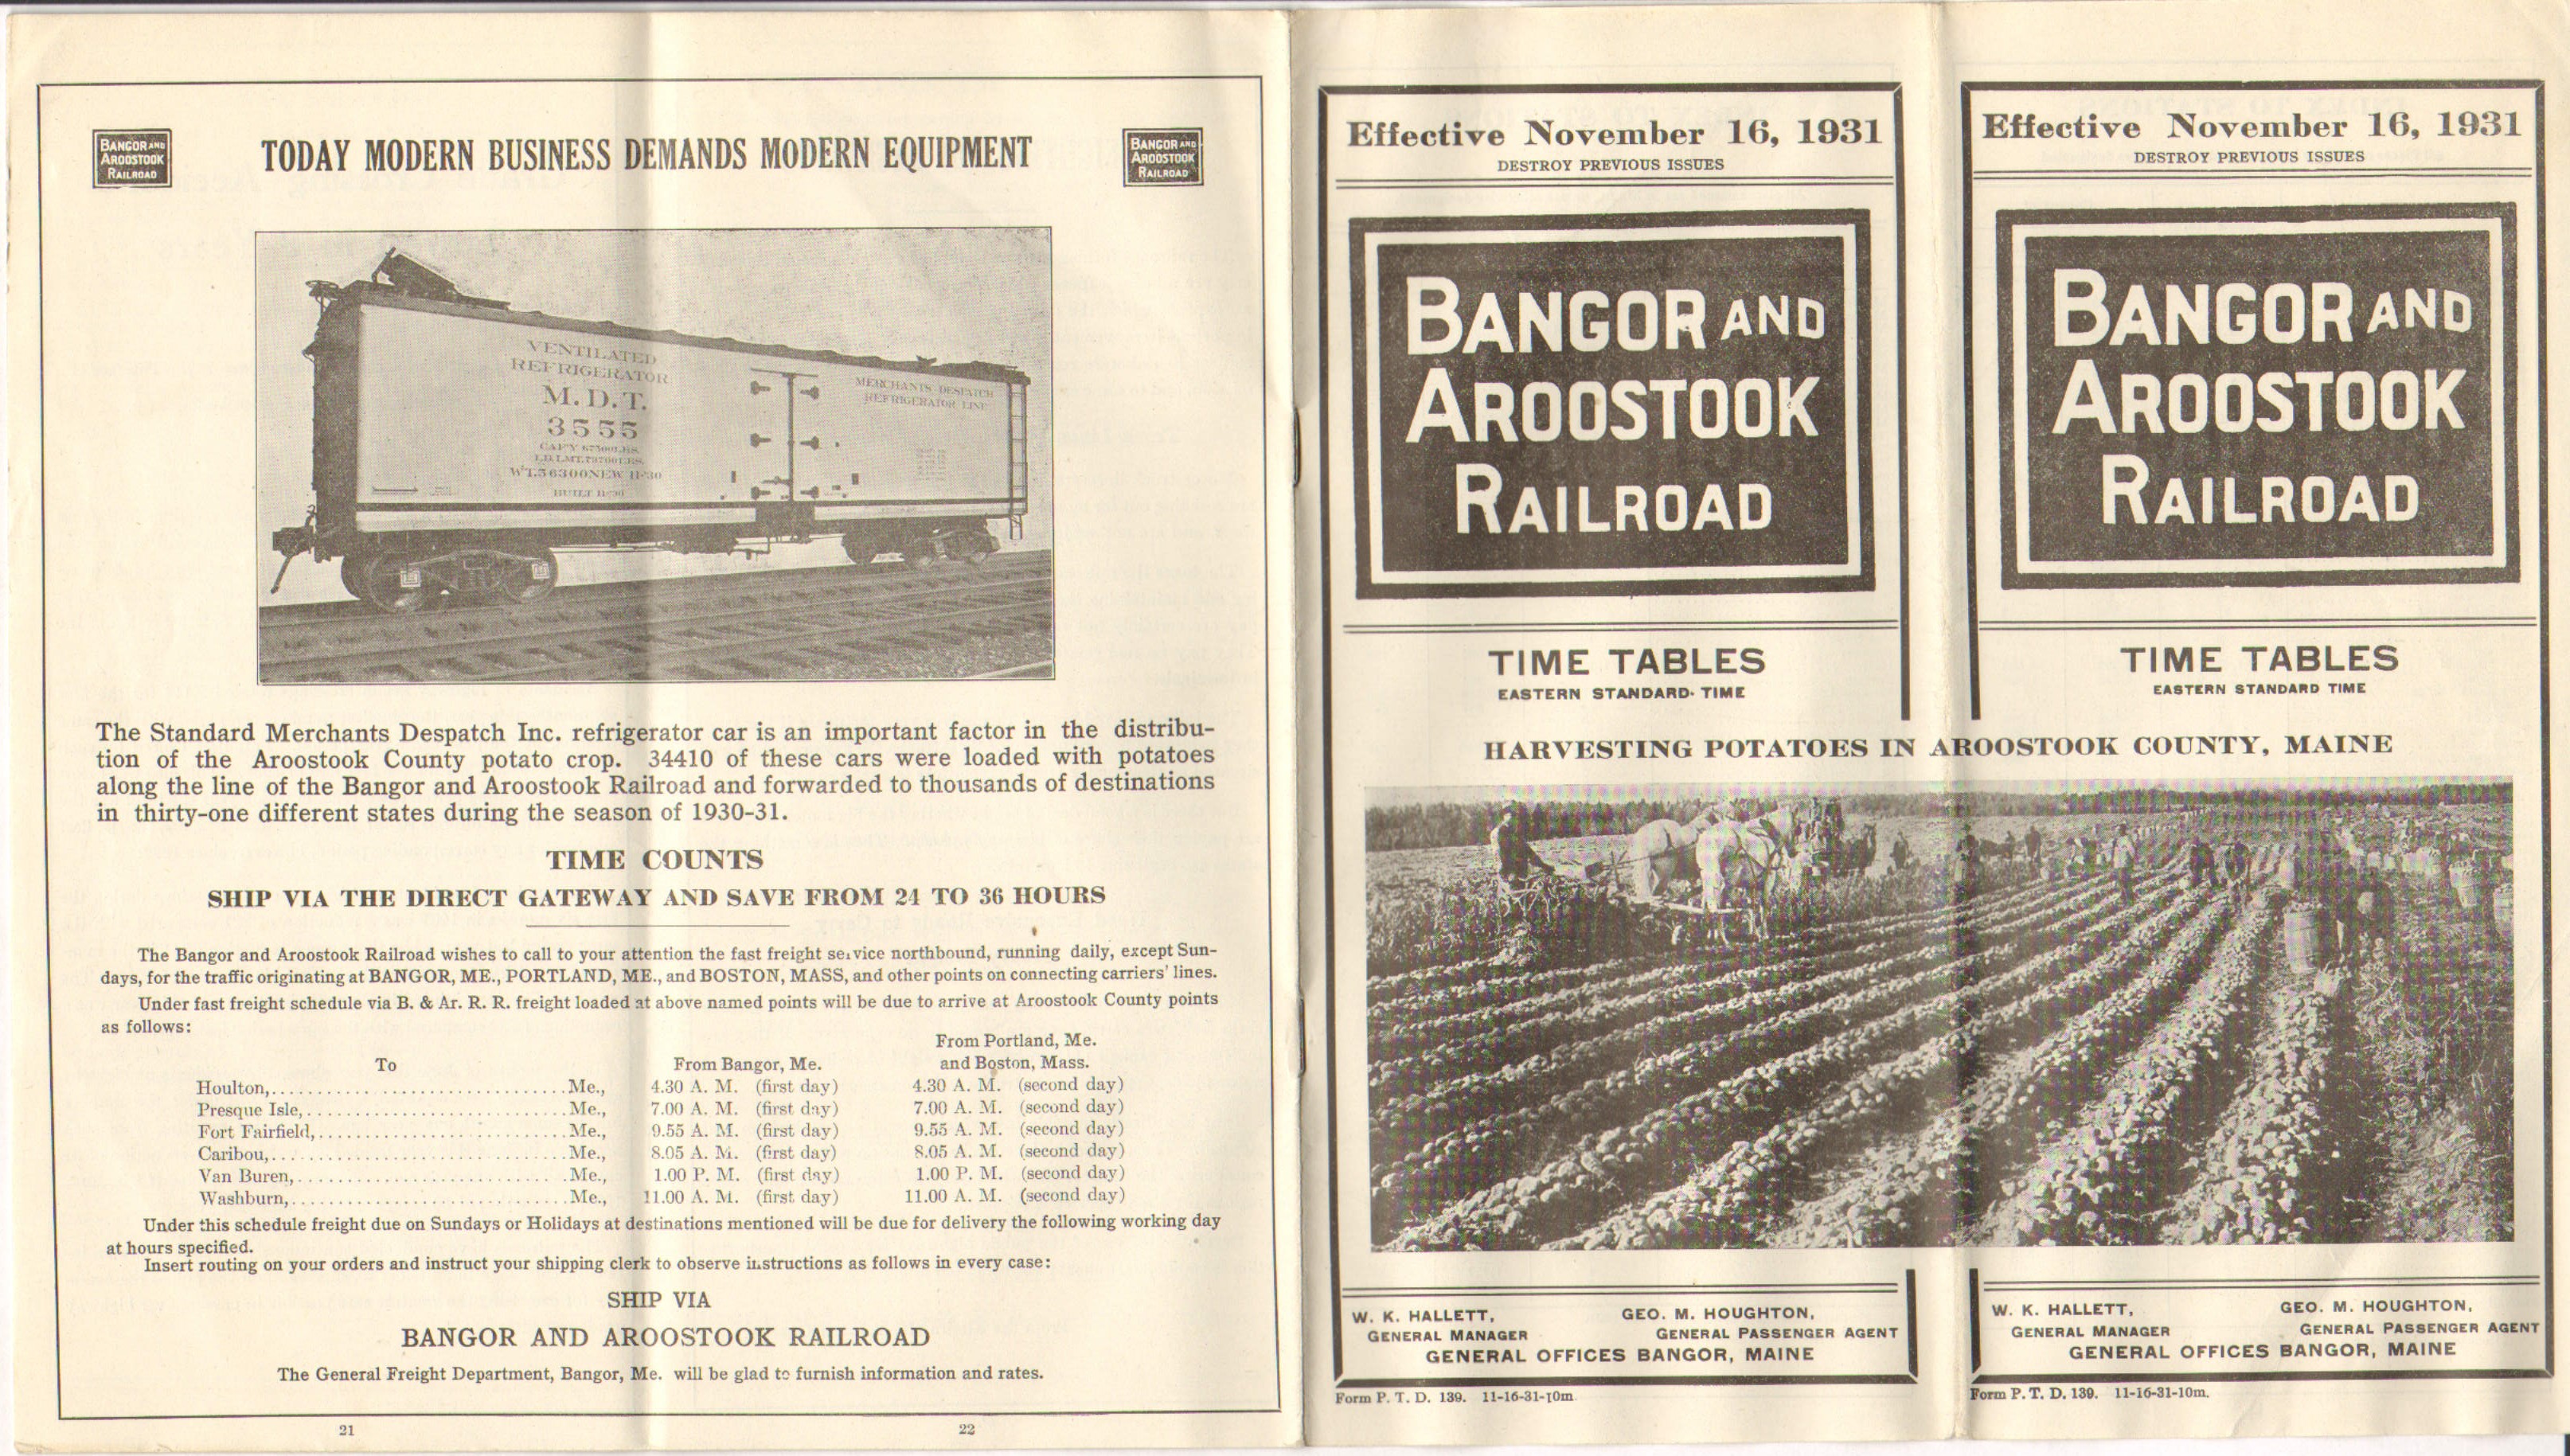 BANGOR AND
AROOSTOOK
RAILROAD
TODAY MODERN BUSINESS DEMANDS MODERN EQUIPMENT
BANGOR AND
AROOSTOOK
RAILROAD
VENTILATED
REFRIGERATOR
M. D. T.
3555
WT. 56300 NEW 11-30
BUILT 11-30
MERCHANTS DESPATCH
REFRIGERATOR LINE
The Standard Merchants Despatch Inc. refrigerator car is an important factor in the distribu-
tion of the Aroostook County potato crop. 34410 of these cars were loaded with potatoes
along the line of the Bangor and Aroostook Railroad and forwarded to thousands of destinations
in thirty-one different states during the season of 1930-31.
TIME COUNTS
SHIP VIA THE DIRECT GATEWAY AND SAVE FROM 24 TO 36 HOURS
The Bangor and Aroostook Railroad wishes to call to your attention the fast freight service northbound, running daily, except Sun-
days, for the traffic originating at BANGOR, ME., PORTLAND, ME., and BOSTON, MASS, and other points on connecting carriers' lines.
Under fast freight schedule via B. & Ar. R. R. freight loaded at above named points will be due to arrive at Aroostook County points
as follows:
From Portland, Me.
To From Bangor, Me. and Boston, Mass.
Houlton,................................Me., 4.30 A. M. (first day) 4.30 A. M. (second day)
Presque Isle,............................Me., 7.00 A. M. (first day) 7.00 A. M. (second day)
Fort Fairfield,...........................Me., 9.55 A. M. (first day) 9.55 A. M. (second day)
Caribou,................................Me., 8.05 A. M. (first day) 8.05 A. M. (second day)
Van Buren,.............................Me., 1.00 P. M. (first day) 1.00 P. M. (second day)
Washburn,..............................Me., 11.00 A. M. (first day) 11.00 A. M. (second day)
Under this schedule freight due on Sundays or Holidays at destinations mentioned will be due for delivery the following working day
at hours specified.
Insert routing on your orders and instruct your shipping clerk to observe instructions as follows in every case:
SHIP VIA
BANGOR AND AROOSTOOK RAILROAD
The General Freight Department, Bangor, Me. will be glad to furnish information and rates.
21 22
Effective November 16, 1931
DESTROY PREVIOUS ISSUES
BANGOR AND
AROOSTOOK
RAILROAD
TIME TABLES
EASTERN STANDARD TIME
Effective November 16, 1931
DESTROY PREVIOUS ISSUES
BANGOR AND
AROOSTOOK
RAILROAD
TIME TABLES
EASTERN STANDARD TIME
HARVESTING POTATOES IN AROOSTOOK COUNTY, MAINE
W. K. HALLETT, GEO. M. HOUGHTON,
GENERAL MANAGER GENERAL PASSENGER AGENT
GENERAL OFFICES BANGOR, MAINE
Form P. T. D. 139. 11-16-31-10m
W. K. HALLETT, GEO. M. HOUGHTON,
GENERAL MANAGER GENERAL PASSENGER AGENT
GENERAL OFFICES BANGOR, MAINE
Form P. T. D. 139. 11-16-31-10m.